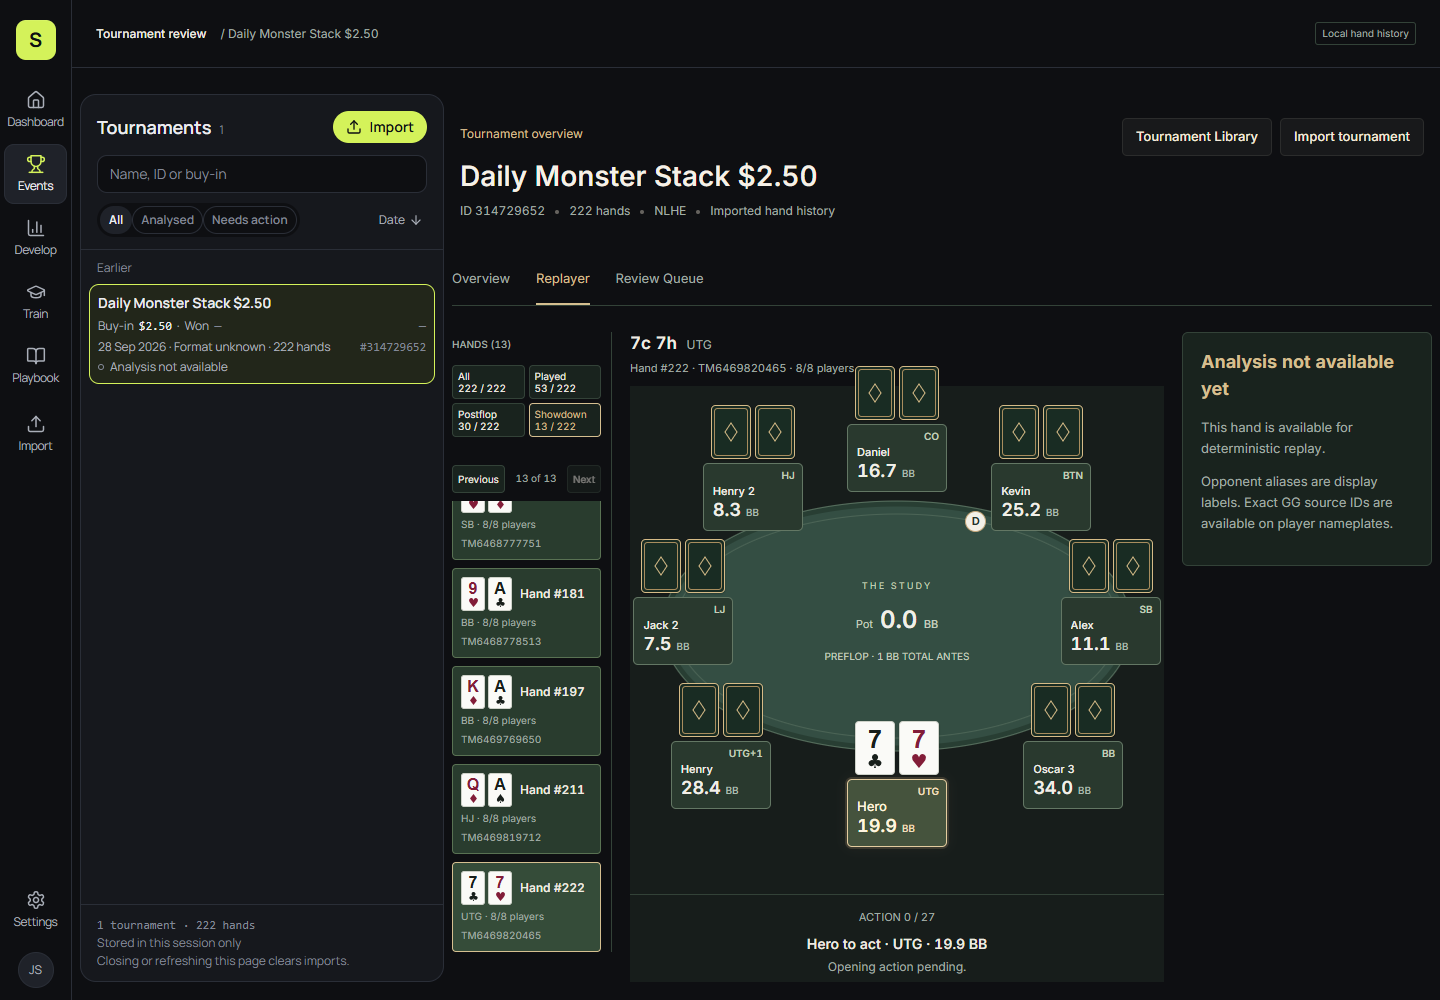 S
Dashboard
Events
Develop
Train
Playbook
Import
Settings
JS
Tournament review / Daily Monster Stack $2.50
Local hand history
Tournaments 1
Import
Name, ID or buy-in
All
Analysed
Needs action
Date ↓
Earlier
Daily Monster Stack $2.50
Buy-in $2.50 · Won — —
28 Sep 2026 · Format unknown · 222 hands #314729652
Analysis not available
1 tournament · 222 hands
Stored in this session only
Closing or refreshing this page clears imports.
Tournament overview
Daily Monster Stack $2.50
ID 314729652 • 222 hands • NLHE • Imported hand history
Tournament Library
Import tournament
Overview
Replayer
Review Queue
HANDS (13)
All
222 / 222
Played
53 / 222
Postflop
30 / 222
Showdown
13 / 222
Previous
13 of 13
Next
SB · 8/8 players
TM6468777751
9 A Hand #181
BB · 8/8 players
TM6468778513
K A Hand #197
BB · 8/8 players
TM6469769650
Q A Hand #211
HJ · 8/8 players
TM6469819712
7 7 Hand #222
UTG · 8/8 players
TM6469820465
7c 7h UTG
Hand #222 · TM6469820465 · 8/8 players
CO
Daniel
16.7 BB
HJ
Henry 2
8.3 BB
BTN
Kevin
25.2 BB
D
LJ
Jack 2
7.5 BB
SB
Alex
11.1 BB
THE STUDY
Pot 0.0 BB
PREFLOP · 1 BB TOTAL ANTES
UTG+1
Henry
28.4 BB
BB
Oscar 3
34.0 BB
7 7
UTG
Hero
19.9 BB
ACTION 0 / 27
Hero to act · UTG · 19.9 BB
Opening action pending.
Analysis not available
yet
This hand is available for
deterministic replay.
Opponent aliases are display
labels. Exact GG source IDs are
available on player nameplates.